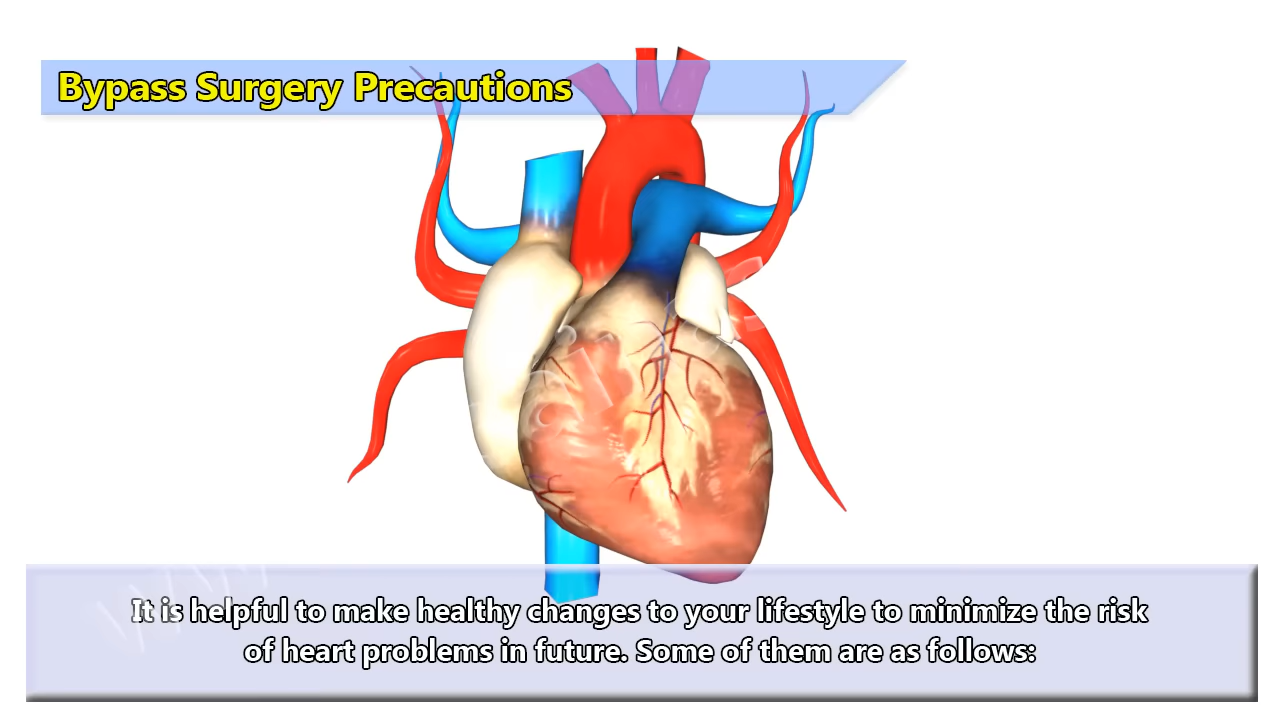 Bypass Surgery Precautions
It is helpful to make healthy changes to your lifestyle to minimize the risk
of heart problems in future. Some of them are as follows: